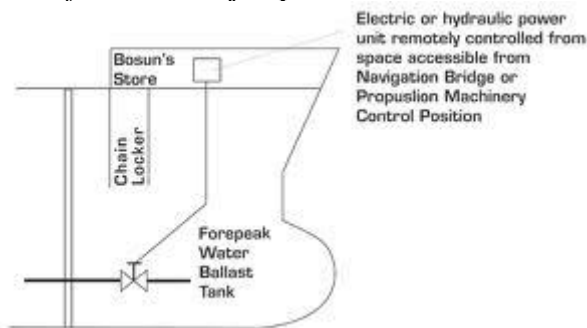 Electric or hydraulic power
unit remotely controlled from
space accessible from
Navigation Bridge or
Propuslion Machinery
Control Position
Bosun's
Store
Chain
Locker
Forepeak
Water
Ballast
Tank